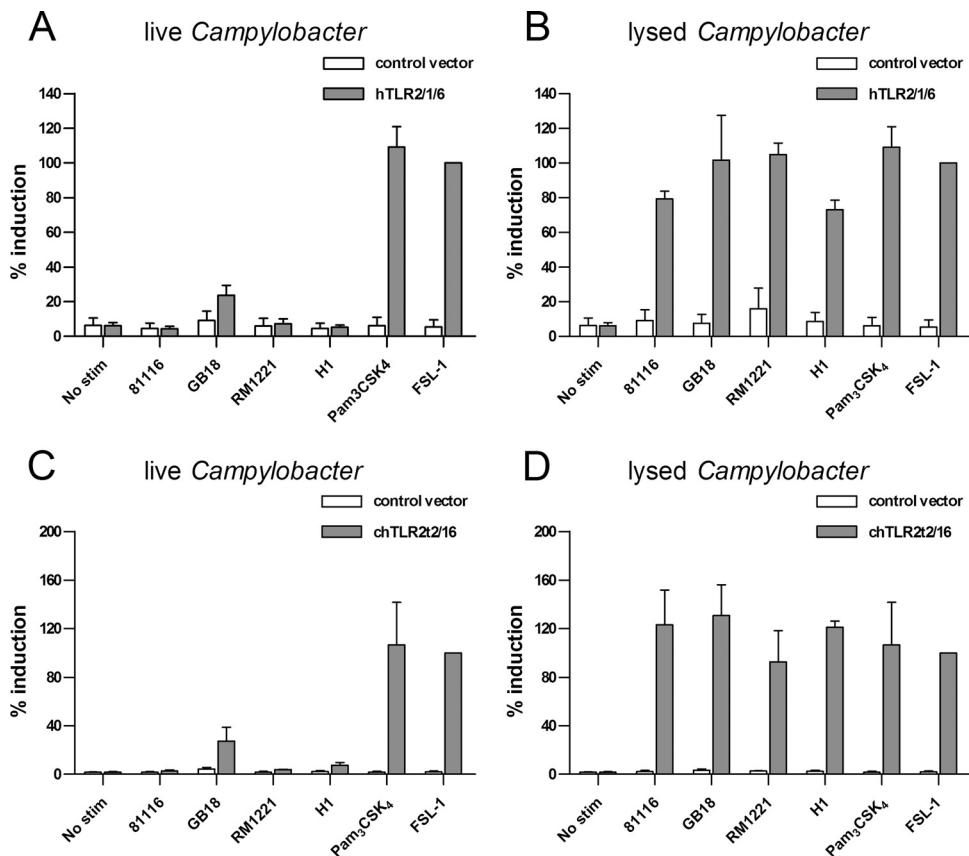 A live Campylobacter
control vector
hTLR2/1/6
% induction
140
120
100
80
60
40
20
0
No stim
81116
GB18
RM1221
H1
Pam3CSK4
FSL-1
B lysed Campylobacter
control vector
hTLR2/1/6
% induction
140
120
100
80
60
40
20
0
No stim
81116
GB18
RM1221
H1
Pam₃CSK₄
FSL-1
C live Campylobacter
control vector
chTLR2t2/16
% induction
200
160
120
80
40
0
No stim
81116
GB18
RM1221
H1
Pam₃CSK₄
FSL-1
D lysed Campylobacter
control vector
chTLR2t2/16
% induction
200
160
120
80
40
0
No stim
81116
GB18
RM1221
H1
Pam₃CSK₄
FSL-1